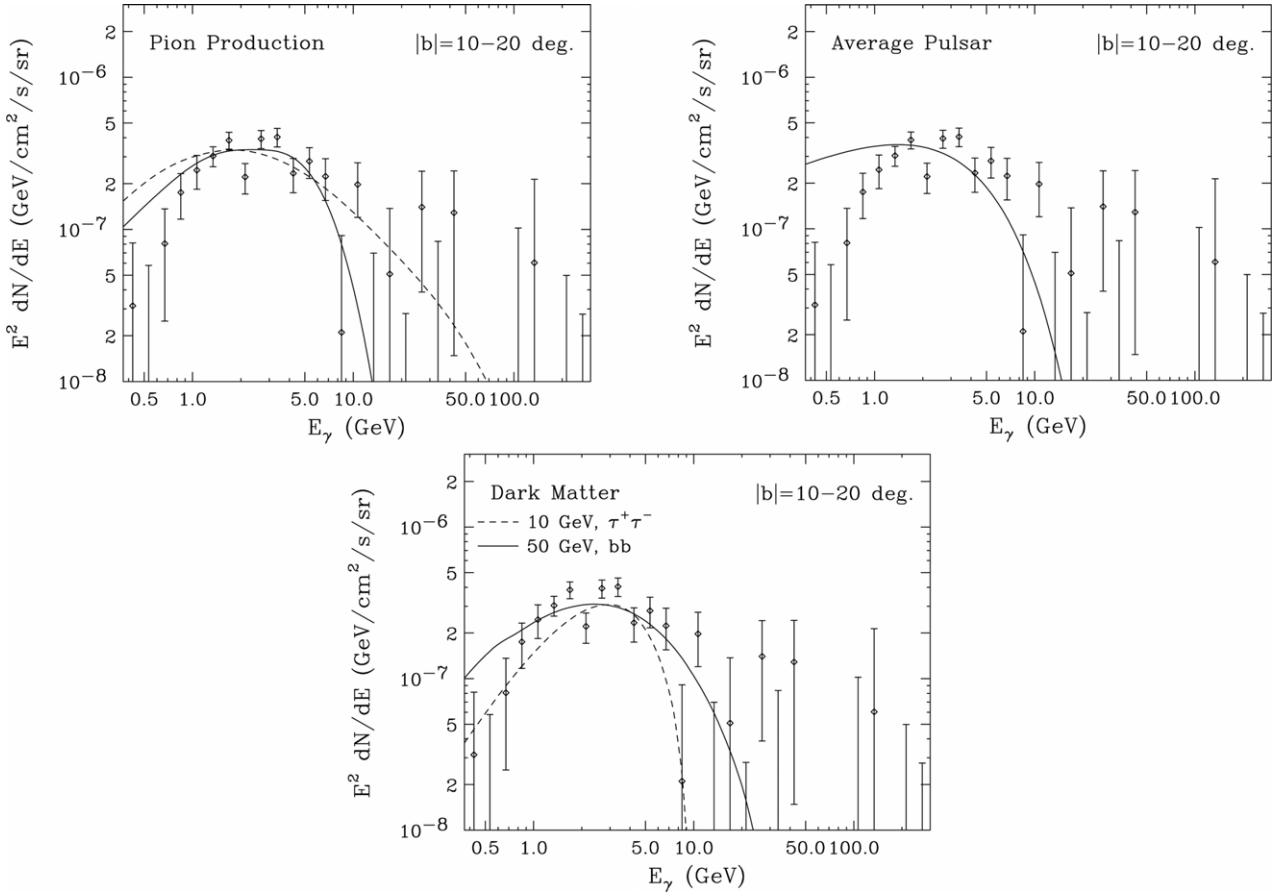 Pion Production |b|=10−20 deg.
2
10⁻⁶
5
2
10⁻⁷
5
2
10⁻⁸
E² dN/dE (GeV/cm²/s/sr)
0.5 1.0 5.0 10.0 50.0 100.0
E_γ (GeV)
Average Pulsar |b|=10−20 deg.
2
10⁻⁶
5
2
10⁻⁷
5
2
10⁻⁸
E² dN/dE (GeV/cm²/s/sr)
0.5 1.0 5.0 10.0 50.0 100.0
E_γ (GeV)
Dark Matter |b|=10−20 deg.
10 GeV, τ⁺τ⁻
50 GeV, bb
2
10⁻⁶
5
2
10⁻⁷
5
2
10⁻⁸
E² dN/dE (GeV/cm²/s/sr)
0.5 1.0 5.0 10.0 50.0 100.0
E_γ (GeV)